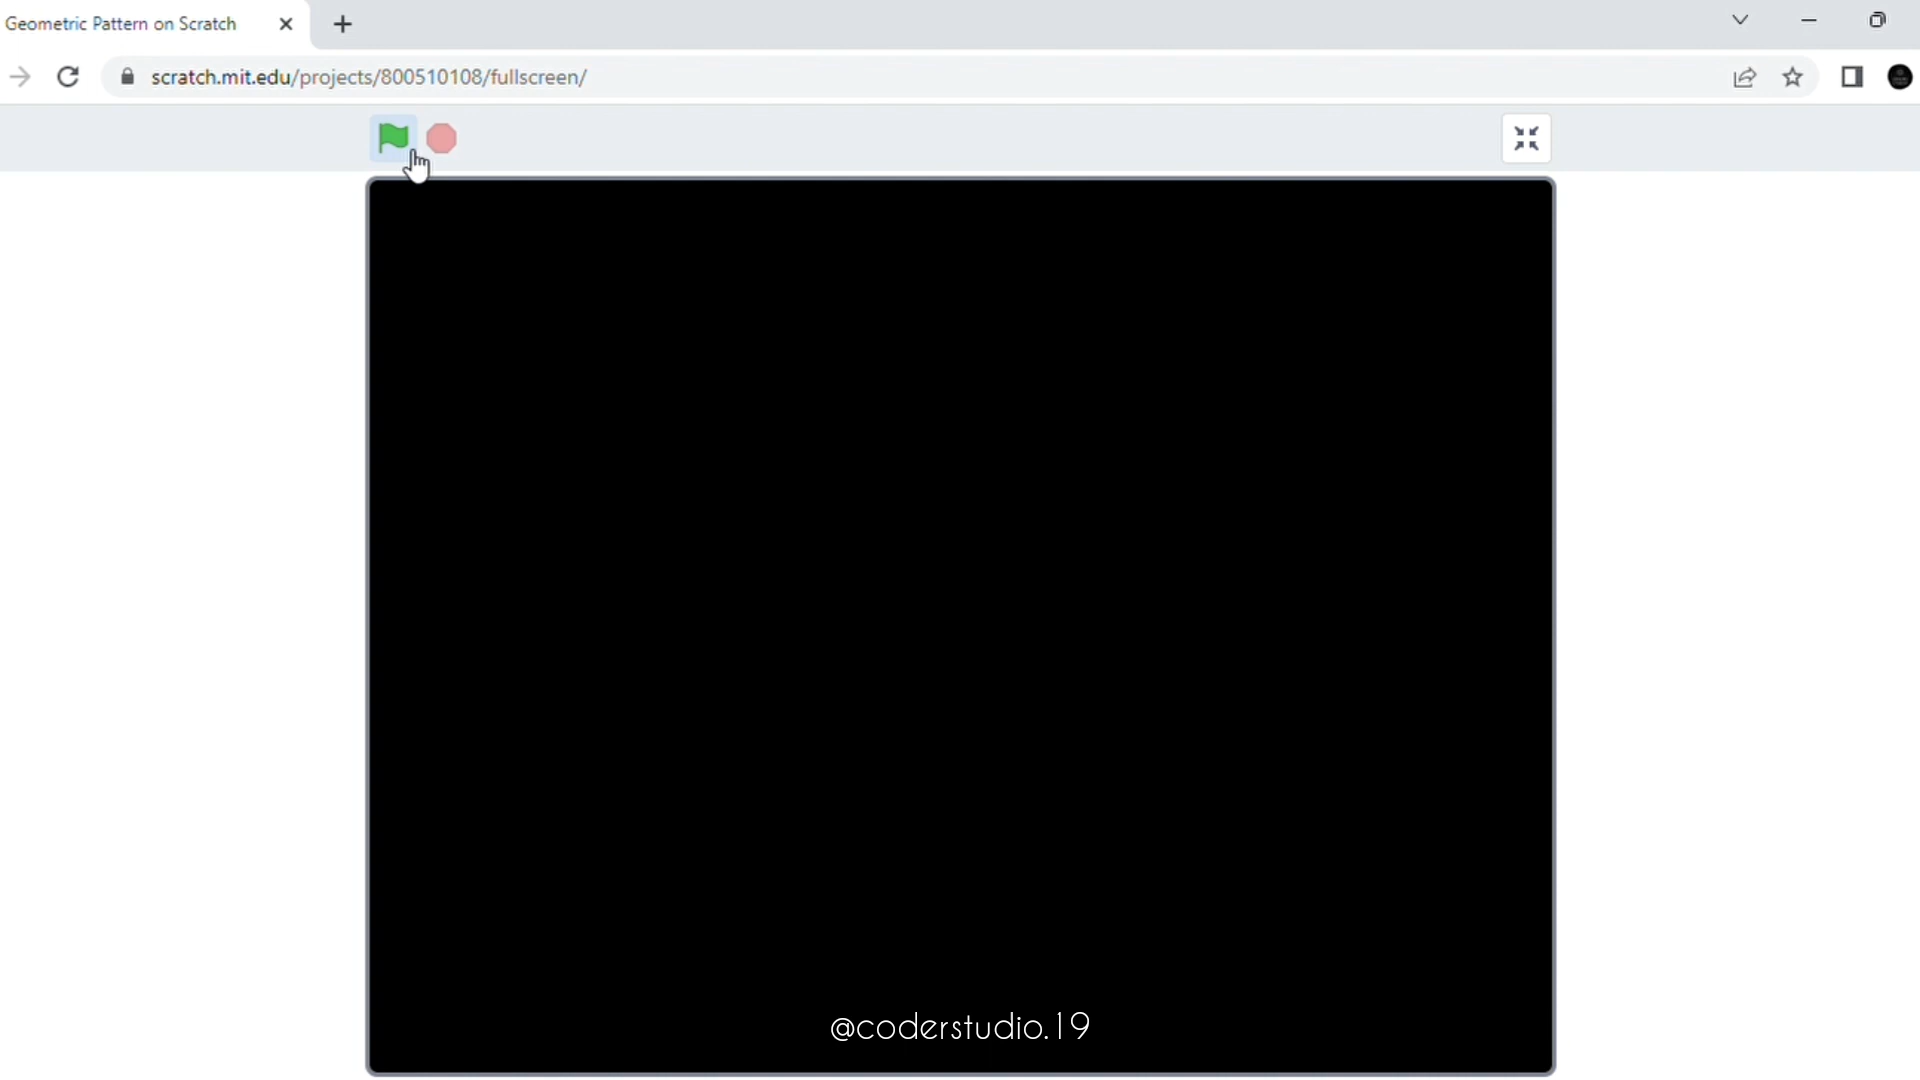 Geometric Pattern on Scratch
scratch.mit.edu/projects/800510108/fullscreen/
@coderstudio.19